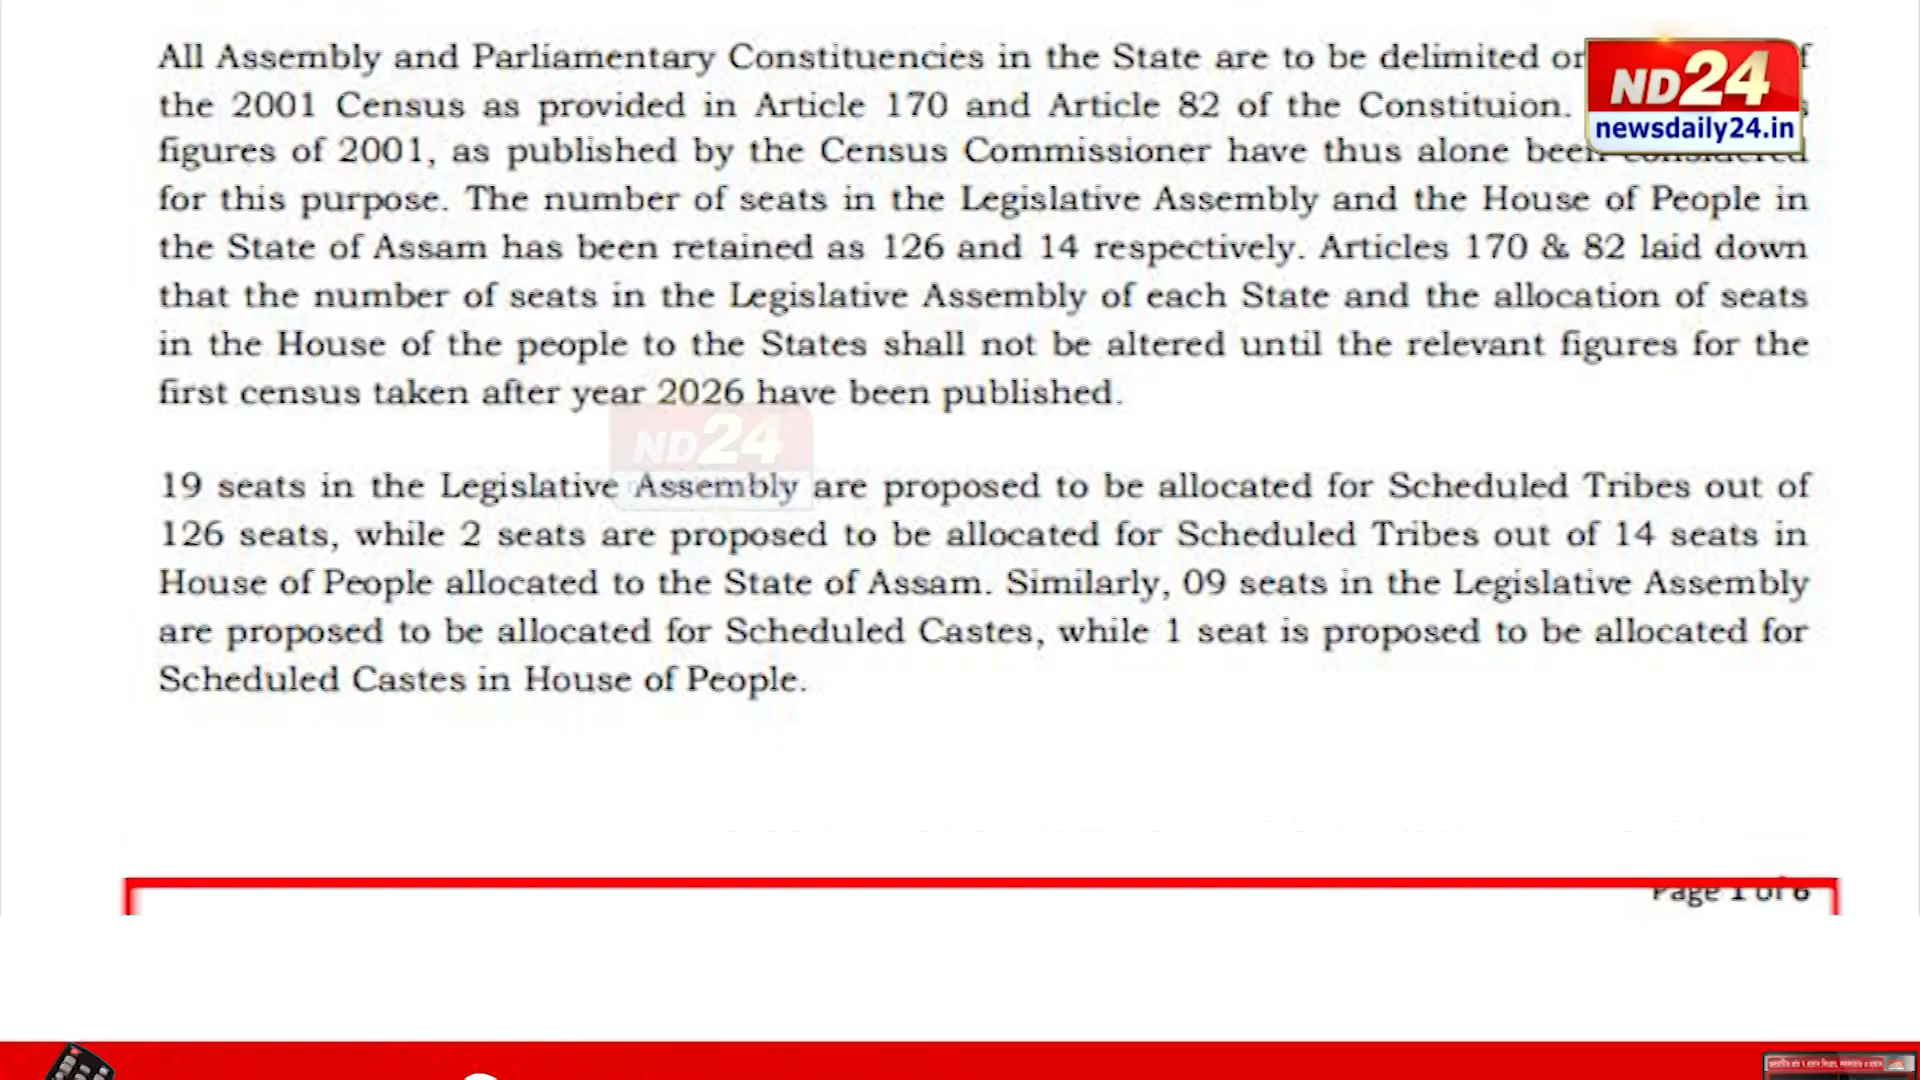 All Assembly and Parliamentary Constituencies in the State are to be delimited
the 2001 Census as provided in Article 170 and Article 82 of the Constituion.
figures of 2001, as published by the Census Commissioner have thus alone been considered
for this purpose. The number of seats in the Legislative Assembly and the House of People in
the State of Assam has been retained as 126 and 14 respectively. Articles 170 & 82 laid down
that the number of seats in the Legislative Assembly of each State and the allocation of seats
in the House of the people to the States shall not be altered until the relevant figures for the
first census taken after year 2026 have been published.
19 seats in the Legislative Assembly are proposed to be allocated for Scheduled Tribes out of
126 seats, while 2 seats are proposed to be allocated for Scheduled Tribes out of 14 seats in
House of People allocated to the State of Assam. Similarly, 09 seats in the Legislative Assembly
are proposed to be allocated for Scheduled Castes, while 1 seat is proposed to be allocated for
Scheduled Castes in House of People.
Page 1 of 6
ND24
newsdaily24.in
ND24